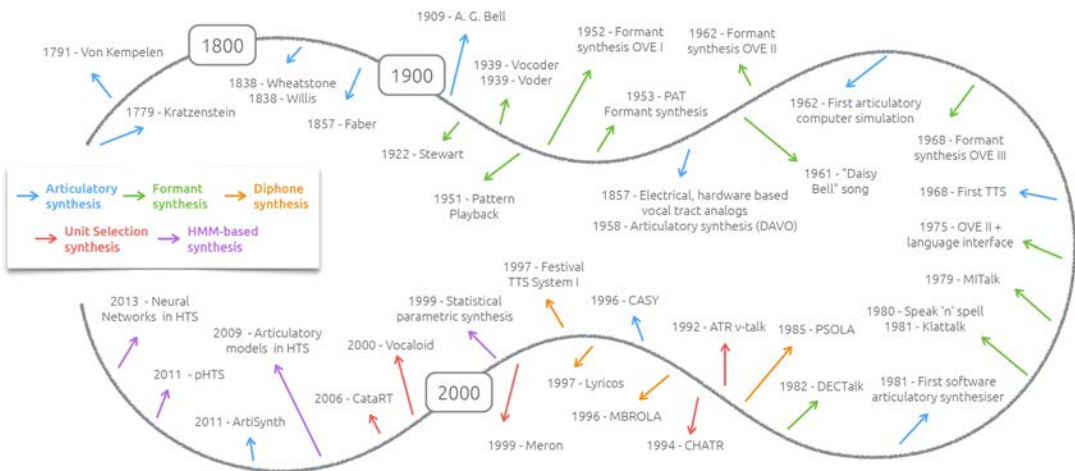 1800
1909 - A. G. Bell
1791 - Von Kempelen
1838 - Wheatstone
1838 - Willis
1779 - Kratzenstein
1857 - Faber
1900
1939 - Vocoder
1939 - Voder
1922 - Stewart
1952 - Formant
synthesis OVE I
1951 - Pattern
Playback
1953 - PAT
Formant synthesis
1962 - Formant
synthesis OVE II
1857 - Electrical, hardware based
vocal tract analogs
1958 - Articulatory synthesis (DAVO)
1961 - "Daisy
Bell" song
1962 - First articulatory
computer simulation
1968 - Formant
synthesis OVE III
1968 - First TTS
1975 - OVE II +
language interface
1979 - MITalk
1980 - Speak 'n' spell
1981 - Klattalk
1981 - First software
articulatory synthesiser
1982 - DECTalk
1985 - PSOLA
1992 - ATR v-talk
1994 - CHATR
1996 - CASY
1996 - MBROLA
1997 - Lyricos
1997 - Festival
TTS System I
1999 - Statistical
parametric synthesis
1999 - Meron
2000
2000 - Vocaloid
2006 - CataRT
2009 - Articulatory
models in HTS
2011 - ArtiSynth
2011 - pHTS
2013 - Neural
Networks in HTS
Articulatory
synthesis
Formant
synthesis
Diphone
synthesis
Unit Selection
synthesis
HMM-based
synthesis